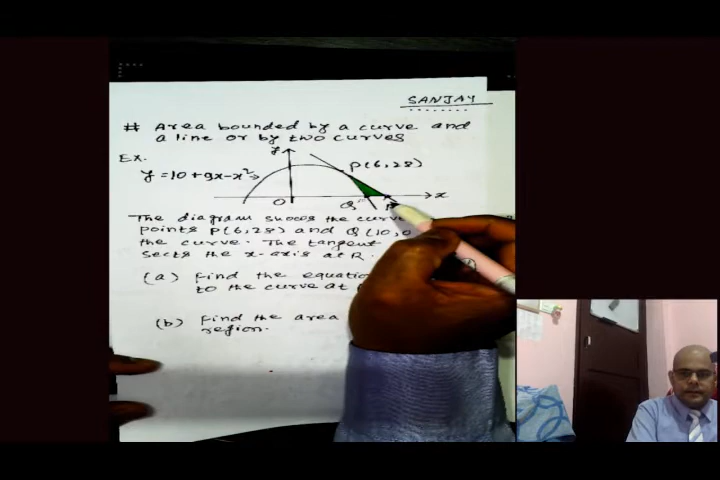 SANJAY
# Area bounded by a curve and
a line or by two curves
Ex.
y
y = 10 + 9x - x²
P(6,28)
O
Q
x
The diagram shows the curve
points P(6,28) and Q(10,0
the curve. The tangent
sects the x-axis at R.
(a) Find the equation
to the curve at
(b) Find the area
region.